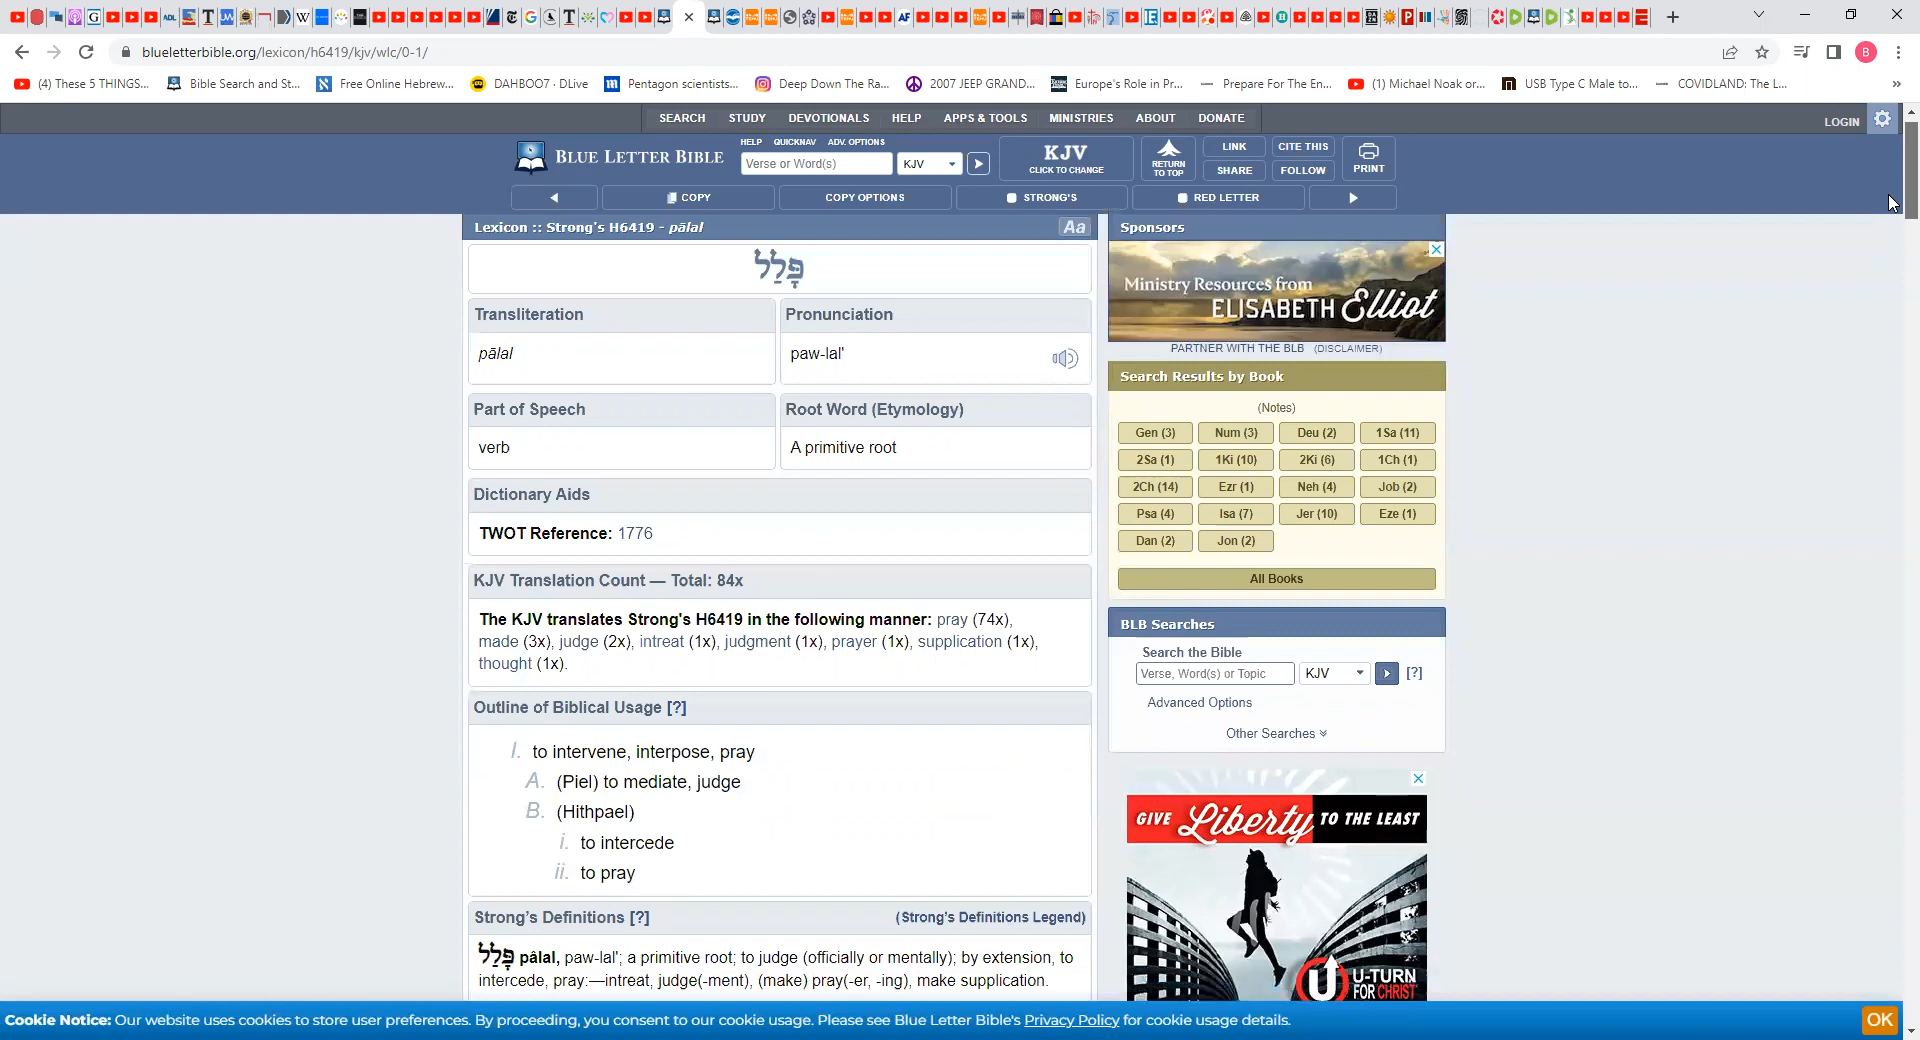 blueletterbible.org/lexicon/h6419/kjv/wlc/0-1/
B
(4) These 5 THINGS...
Bible Search and St...
Free Online Hebrew...
DAHBOO7 · DLive
Pentagon scientists...
Deep Down The Ra...
2007 JEEP GRAND...
Europe's Role in Pr...
Prepare For The En...
(1) Michael Noak or...
USB Type C Male to...
COVIDLAND: The L...
SEARCH STUDY DEVOTIONALS HELP APPS & TOOLS MINISTRIES ABOUT DONATE
LOGIN
HELP QUICKNAV ADV. OPTIONS
BLUE LETTER BIBLE
Verse or Word(s)
KJV
KJV
CLICK TO CHANGE
RETURN
TO TOP
LINK
CITE THIS
SHARE
FOLLOW
PRINT
COPY
COPY OPTIONS
STRONG'S
RED LETTER
Lexicon :: Strong's H6419 - pālal
Aa
פָּלַל
Transliteration
pālal
Pronunciation
paw-lal'
Part of Speech
verb
Root Word (Etymology)
A primitive root
Dictionary Aids
TWOT Reference: 1776
KJV Translation Count — Total: 84x
The KJV translates Strong's H6419 in the following manner: pray (74x),
made (3x), judge (2x), intreat (1x), judgment (1x), prayer (1x), supplication (1x),
thought (1x).
Outline of Biblical Usage [?]
I. to intervene, interpose, pray
A. (Piel) to mediate, judge
B. (Hithpael)
i. to intercede
ii. to pray
Strong's Definitions [?]
(Strong's Definitions Legend)
פָּלַל pâlal, paw-lal'; a primitive root; to judge (officially or mentally); by extension, to
intercede, pray:—intreat, judge(-ment), (make) pray(-er, -ing), make supplication.
Sponsors
Ministry Resources from
ELISABETH Elliot
PARTNER WITH THE BLB (DISCLAIMER)
Search Results by Book
(Notes)
Gen (3) Num (3) Deu (2) 1Sa (11)
2Sa (1) 1Ki (10) 2Ki (6) 1Ch (1)
2Ch (14) Ezr (1) Neh (4) Job (2)
Psa (4) Isa (7) Jer (10) Eze (1)
Dan (2) Jon (2)
All Books
BLB Searches
Search the Bible
Verse, Word(s) or Topic
KJV
[?]
Advanced Options
Other Searches
GIVE Liberty TO THE LEAST
U-TURN
FOR CHRIST
Cookie Notice: Our website uses cookies to store user preferences. By proceeding, you consent to our cookie usage. Please see Blue Letter Bible's Privacy Policy for cookie usage details.
OK